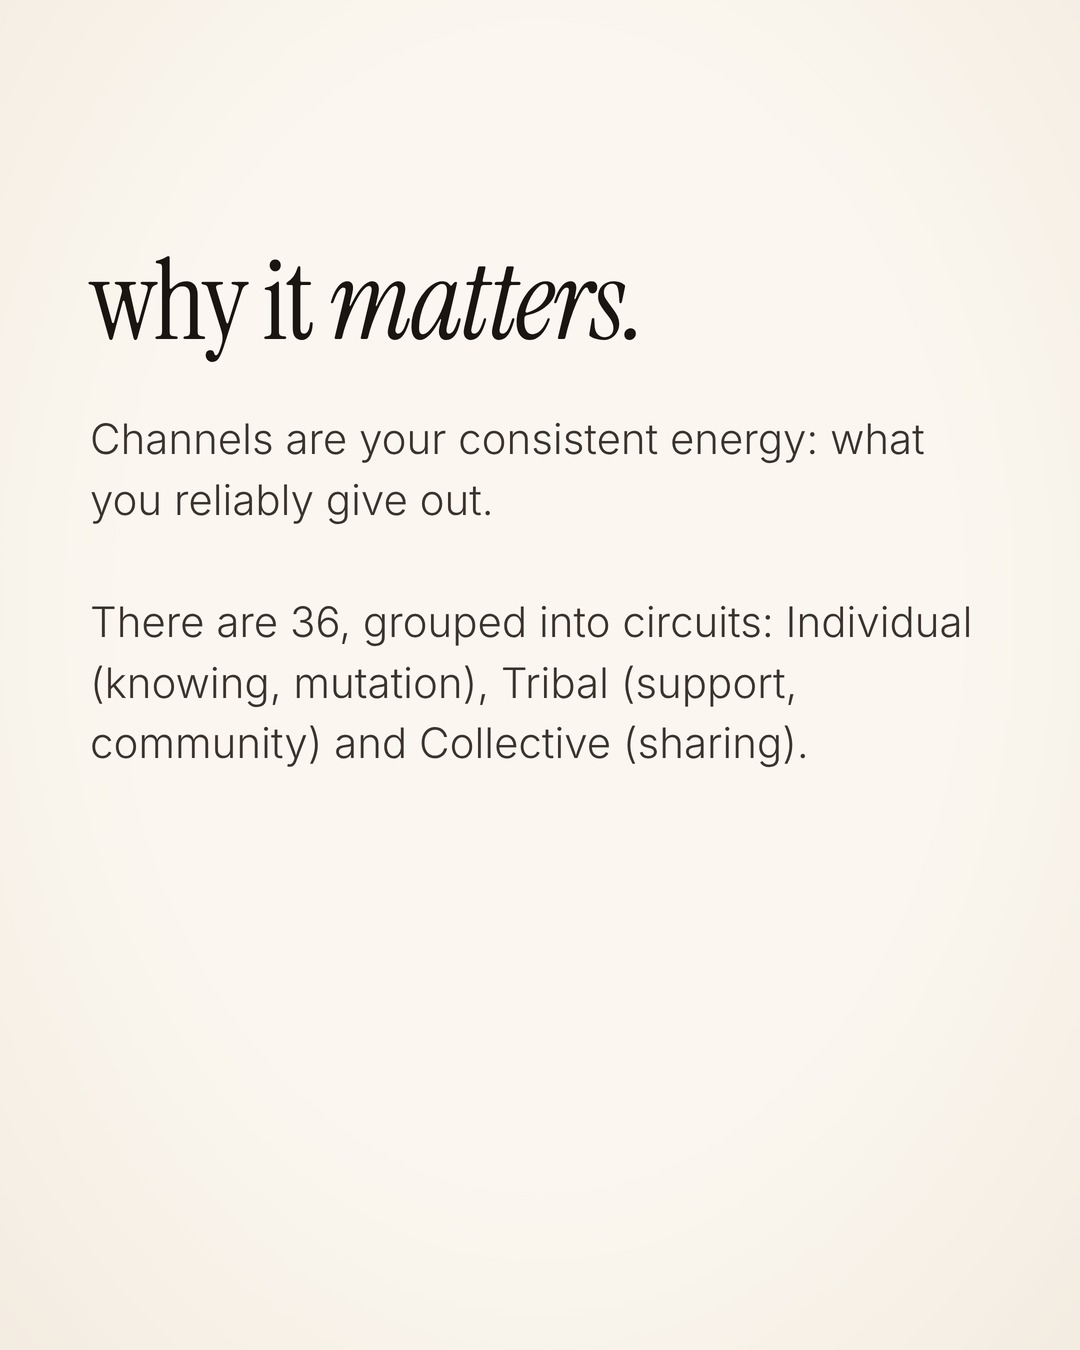 why it matters.
Channels are your consistent energy: what
you reliably give out.
There are 36, grouped into circuits: Individual
(knowing, mutation), Tribal (support,
community) and Collective (sharing).